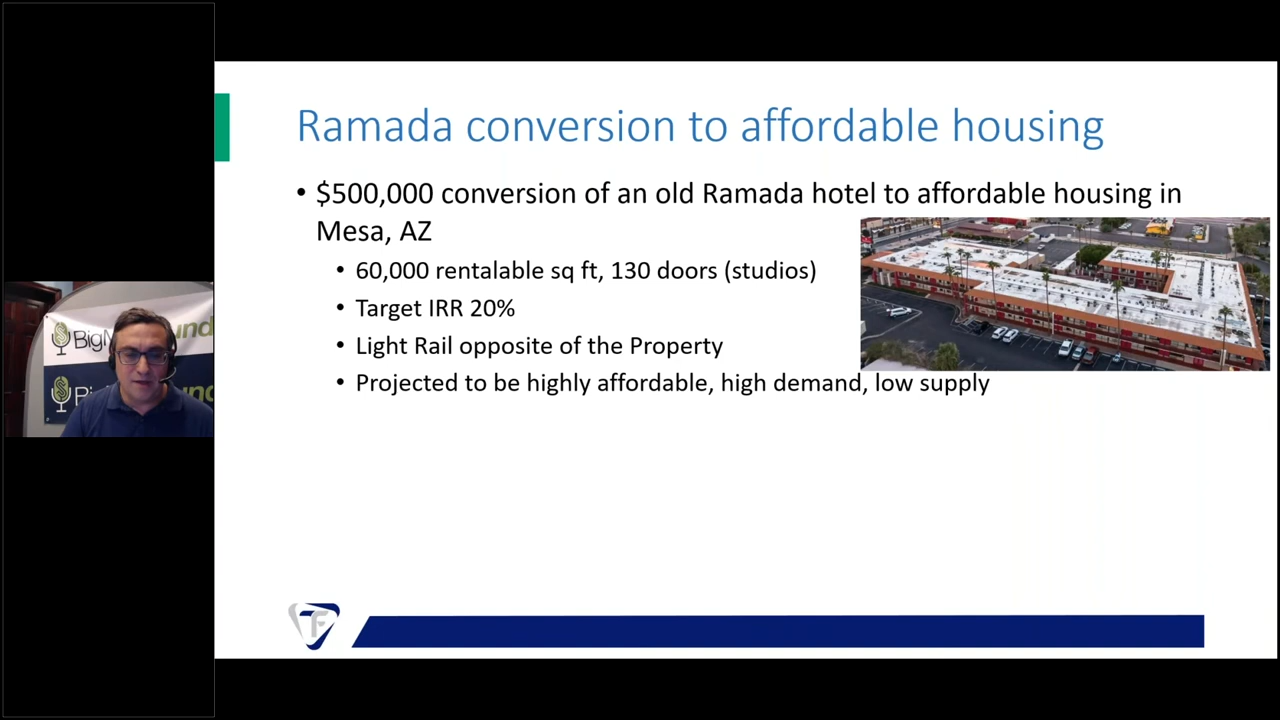 Ramada conversion to affordable housing
• $500,000 conversion of an old Ramada hotel to affordable housing in
Mesa, AZ
• 60,000 rentalable sq ft, 130 doors (studios)
• Target IRR 20%
• Light Rail opposite of the Property
• Projected to be highly affordable, high demand, low supply
TF